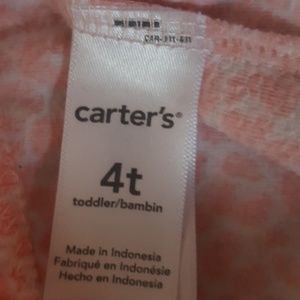 carter's®
4t
toddler/bambin
Made in Indonesia
Fabriqué en Indonésie
Hecho en Indonesia